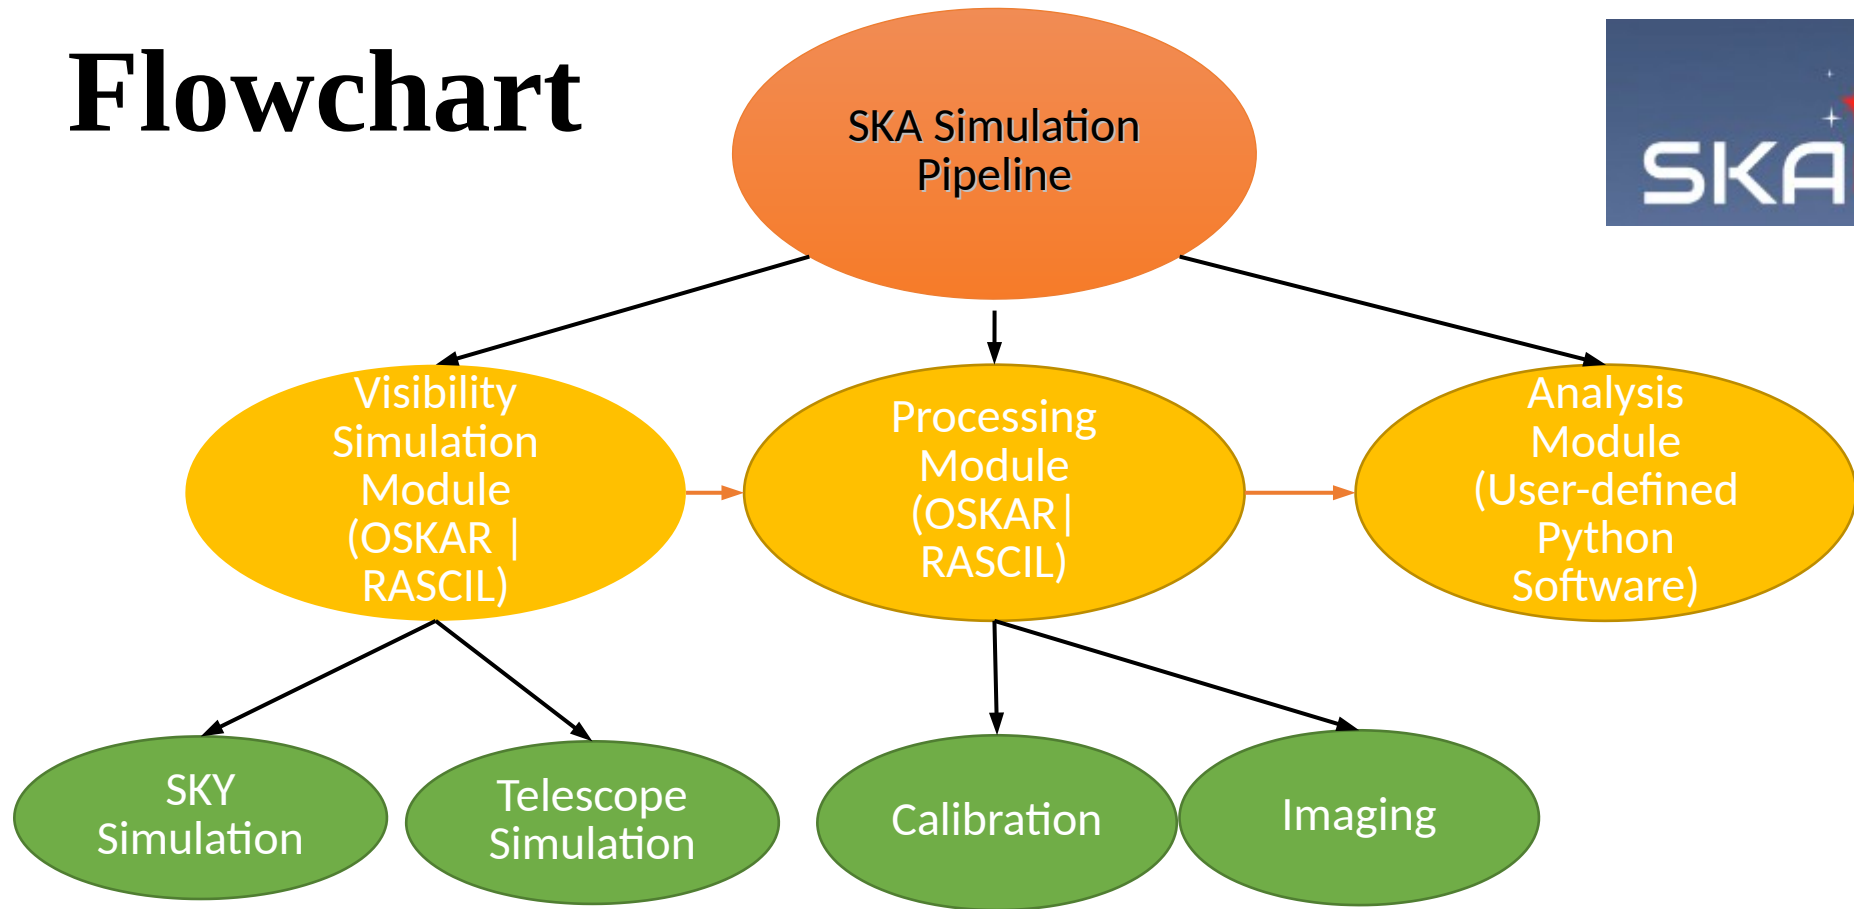 Flowchart
SKA Simulation
Pipeline
SKA
Visibility
Simulation
Module
(OSKAR |
RASCIL)
Processing
Module
(OSKAR|
RASCIL)
Analysis
Module
(User-defined
Python
Software)
SKY
Simulation
Telescope
Simulation
Calibration
Imaging